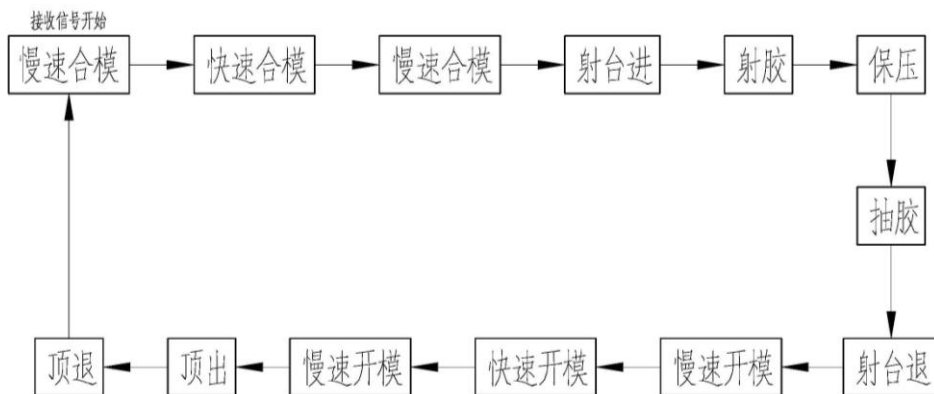 接收信号开始
慢速合模
快速合模
慢速合模
射台进
射胶
保压
抽胶
射台退
慢速开模
快速开模
慢速开模
顶出
顶退